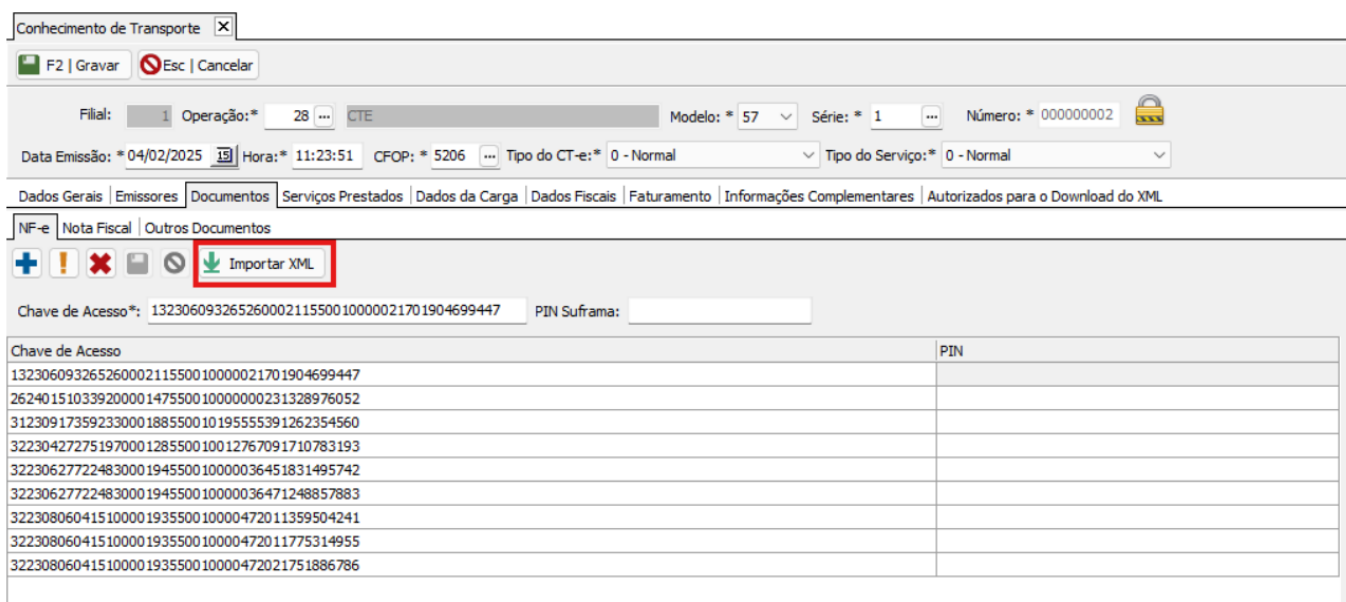 Conhecimento de Transporte X
F2 | Gravar Esc | Cancelar
Filial: 1 Operação:* 28 ... CTE Modelo: * 57 Série: * 1 ... Número: * 000000002
Data Emissão: * 04/02/2025 15 Hora:* 11:23:51 CFOP: * 5206 ... Tipo do CT-e:* 0 - Normal Tipo do Serviço:* 0 - Normal
Dados Gerais Emissores Documentos Serviços Prestados Dados da Carga Dados Fiscais Faturamento Informações Complementares Autorizados para o Download do XML
NF-e Nota Fiscal Outros Documentos
Importar XML
Chave de Acesso*: 13230609326526000211550010000021701904699447 PIN Suframa:
Chave de Acesso PIN
13230609326526000211550010000021701904699447
26240151033920000147550010000000231328976052
31230917359233000188550010195555391262354560
32230427275197000128550010012767091710783193
32230627722483000194550010000036451831495742
32230627722483000194550010000036471248857883
32230806041510000193550010000472011359504241
32230806041510000193550010000472011775314955
32230806041510000193550010000472021751886786